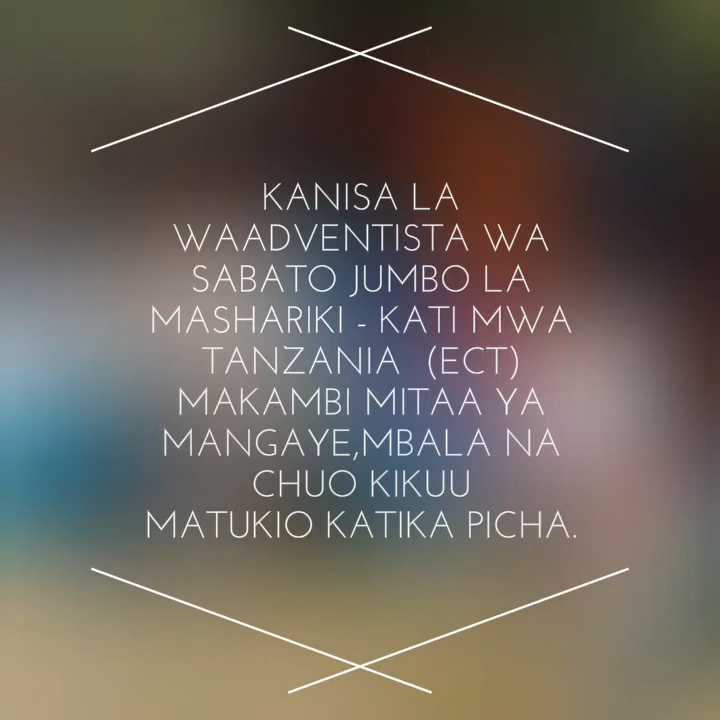 KANISA LA
WAADVENTISTA WA
SABATO JUMBO LA
MASHARIKI - KATI MWA
TANZANIA (ECT)
MAKAMBI MITAA YA
MANGAYE,MBALA NA
CHUO KIKUU
MATUKIO KATIKA PICHA.